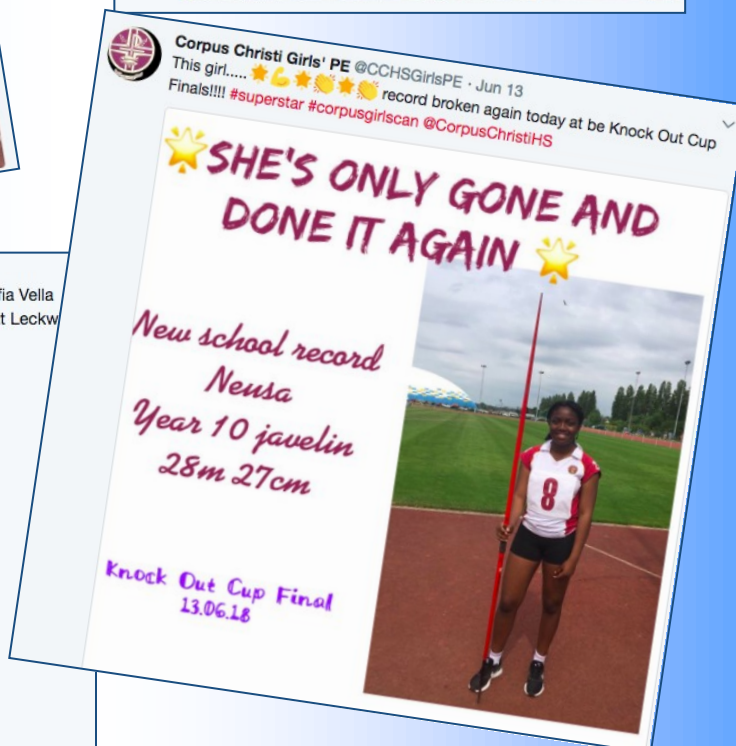 Corpus Christi Girls' PE @CCHSGirlsPE · Jun 13
This girl..... 🌟💪🌟👏🌟👏 record broken again today at be Knock Out Cup
Finals!!!! #superstar #corpusgirlscan @CorpusChristiHS
🌟SHE'S ONLY GONE AND
DONE IT AGAIN 🌟
New school record
Neusa
Year 10 javelin
28m 27cm
Knock Out Cup Final
13.06.18
8
Vella